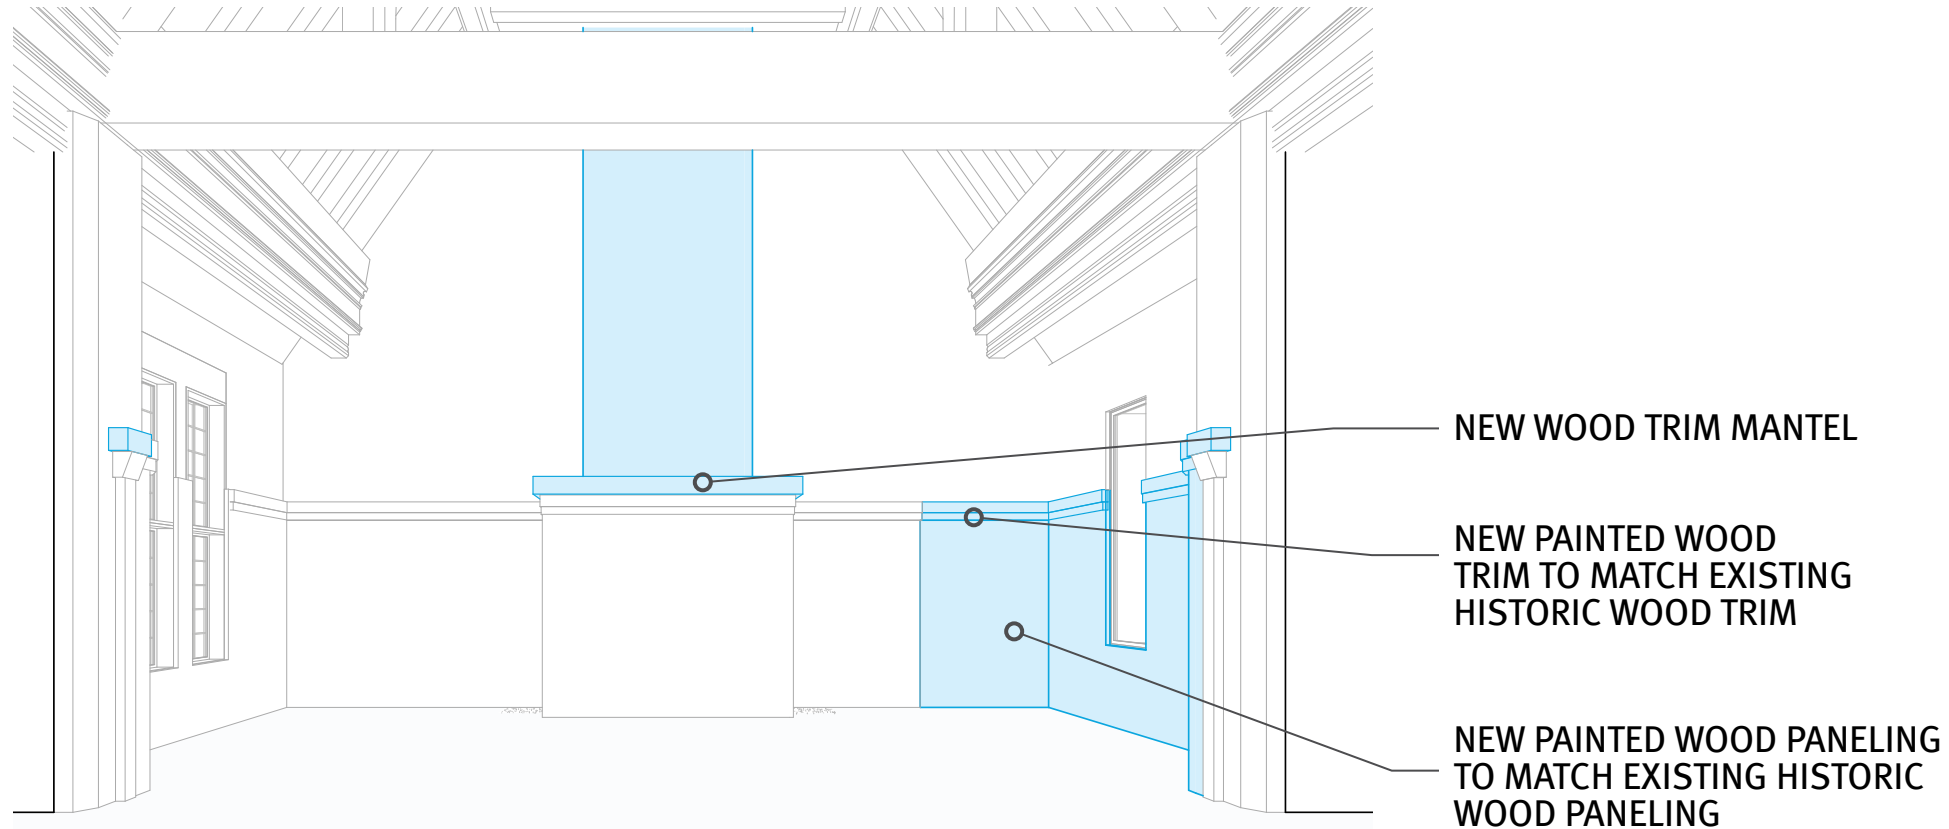 NEW WOOD TRIM MANTEL
NEW PAINTED WOOD
TRIM TO MATCH EXISTING
HISTORIC WOOD TRIM
NEW PAINTED WOOD PANELING
TO MATCH EXISTING HISTORIC
WOOD PANELING